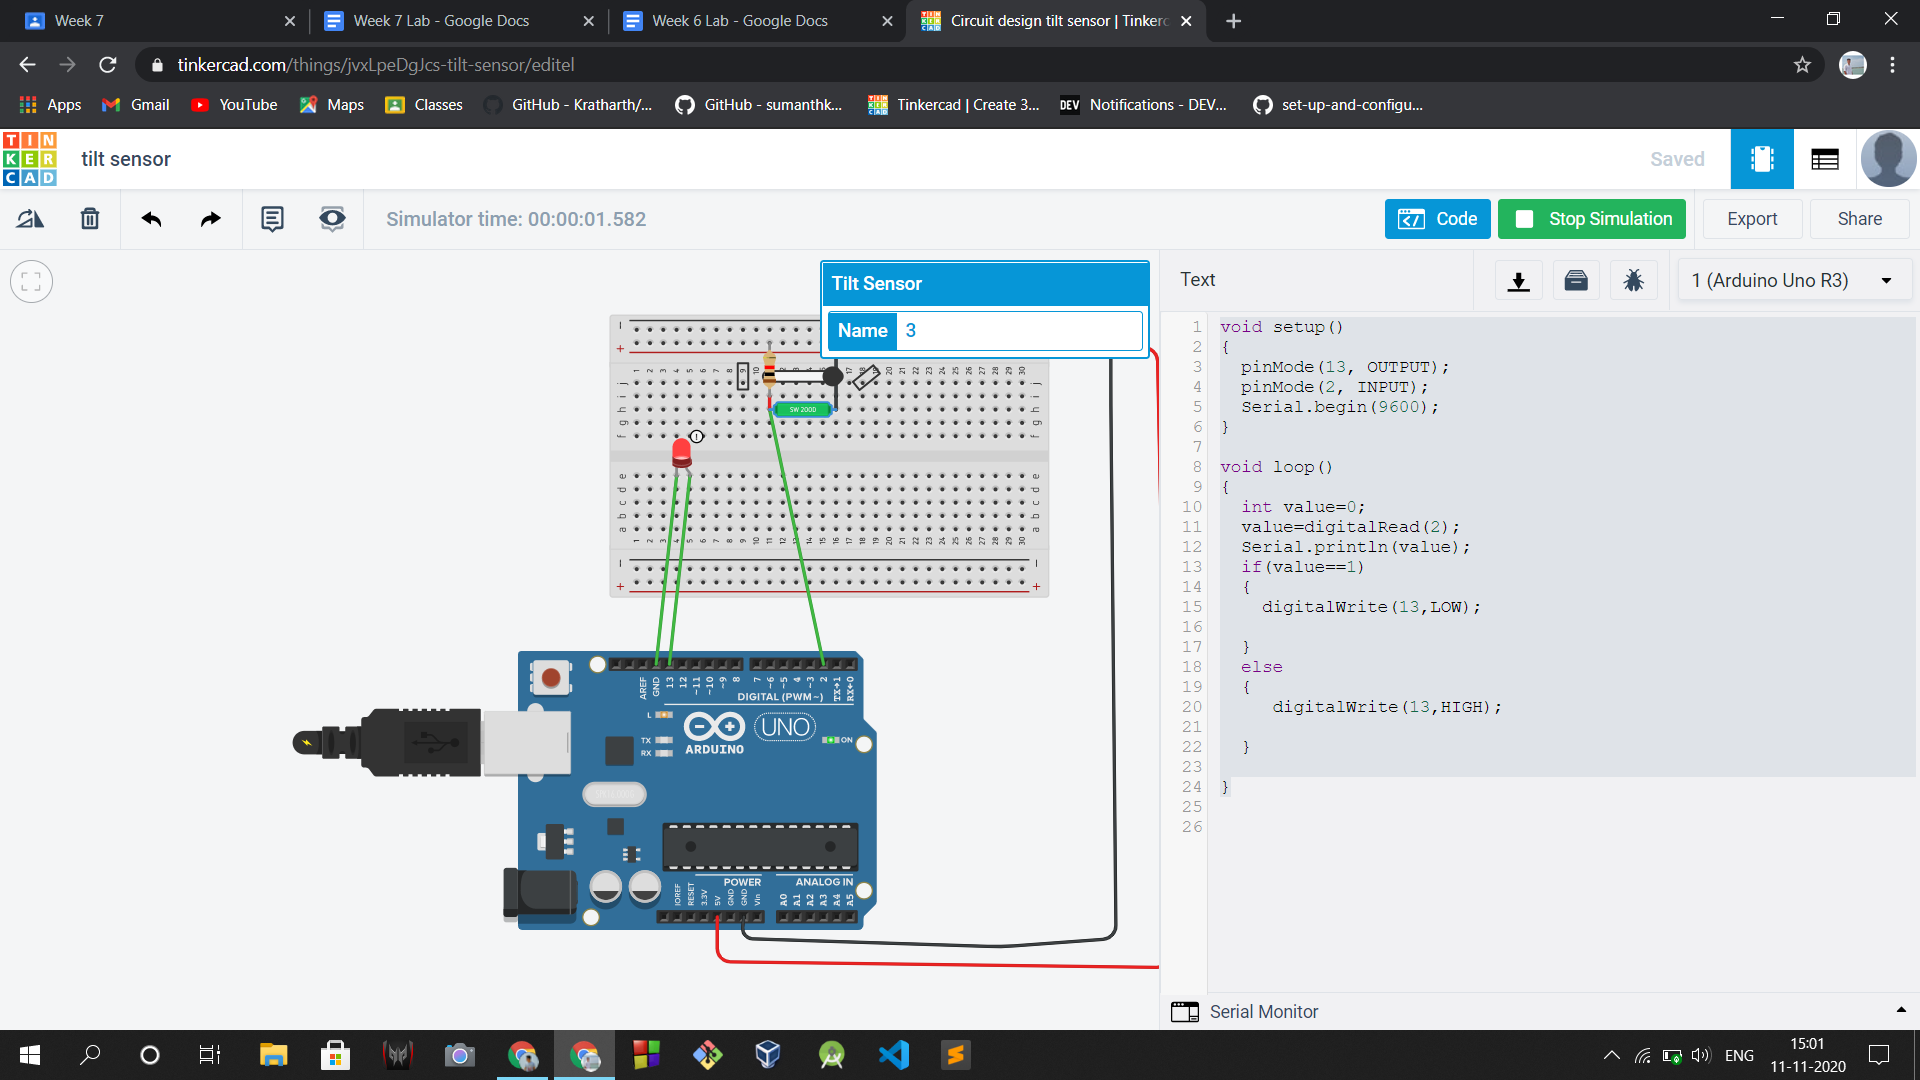 Week 7
Week 7 Lab - Google Docs
Week 6 Lab - Google Docs
Circuit design tilt sensor | Tinkerc
tinkercad.com/things/jvxLpeDgJcs-tilt-sensor/editel
Apps
Gmail
YouTube
Maps
Classes
GitHub - Kratharth/...
GitHub - sumanthk...
Tinkercad | Create 3...
DEV
Notifications - DEV...
set-up-and-configu...
TIN
KER
CAD
tilt sensor
Saved
Simulator time: 00:00:01.582
Code
Stop Simulation
Export
Share
Tilt Sensor
Name 3
SW 2000
AREF
GND
13
12
~11
~10
~9
8
7
~6
~5
~4
~3
2
TX→1
RX←0
DIGITAL (PWM~)
L
TX
RX
UNO
ARDUINO
ON
POWER
ANALOG IN
IOREF
RESET
3.3V
5V
GND
GND
Vin
A0
A1
A2
A3
A4
A5
Text
1 (Arduino Uno R3)
1 void setup()
2 {
3 pinMode(13, OUTPUT);
4 pinMode(2, INPUT);
5 Serial.begin(9600);
6 }
7
8 void loop()
9 {
10 int value=0;
11 value=digitalRead(2);
12 Serial.println(value);
13 if(value==1)
14 {
15 digitalWrite(13,LOW);
16
17 }
18 else
19 {
20 digitalWrite(13,HIGH);
21
22 }
23
24 }
25
26
Serial Monitor
ENG
15:01
11-11-2020